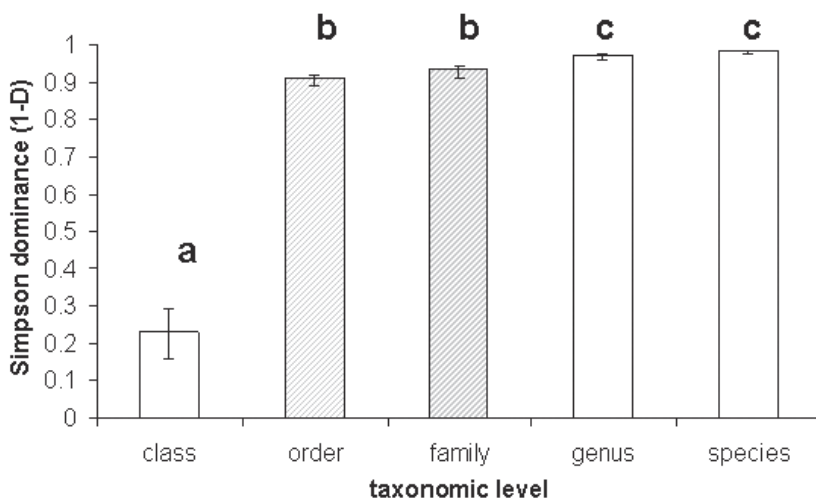 b b c c
a
1
0.9
0.8
0.7
0.6
0.5
0.4
0.3
0.2
0.1
0
Simpson dominance (1-D)
class order family genus species
taxonomic level